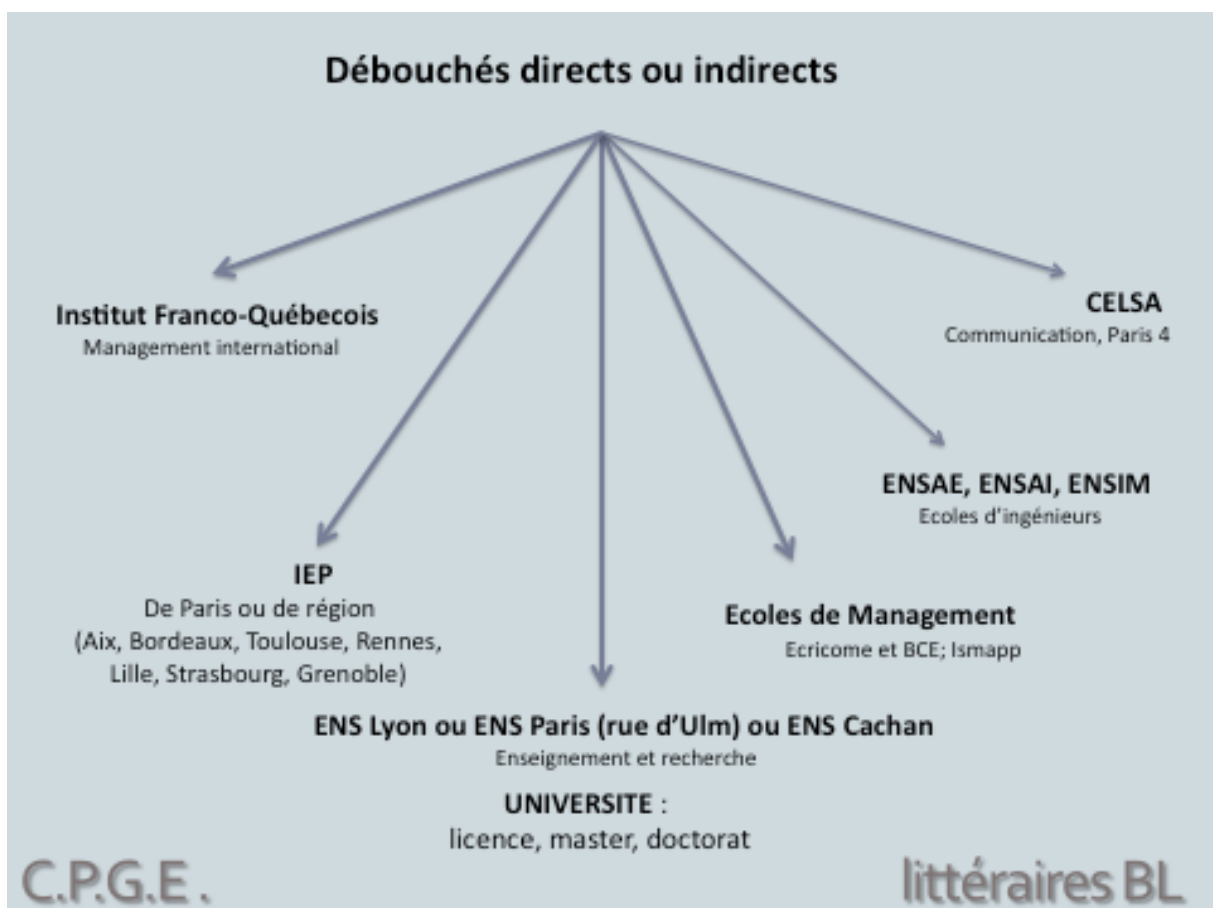 Débouchés directs ou indirects
Institut Franco-Québecois
Management international
CELSA
Communication, Paris 4
ENSAE, ENSAI, ENSIM
Ecoles d’ingénieurs
IEP
De Paris ou de région
(Aix, Bordeaux, Toulouse, Rennes,
Lille, Strasbourg, Grenoble)
Ecoles de Management
Ecricome et BCE; Ismapp
ENS Lyon ou ENS Paris (rue d’Ulm) ou ENS Cachan
Enseignement et recherche
UNIVERSITE :
licence, master, doctorat
C.P.G.E .
littéraires BL